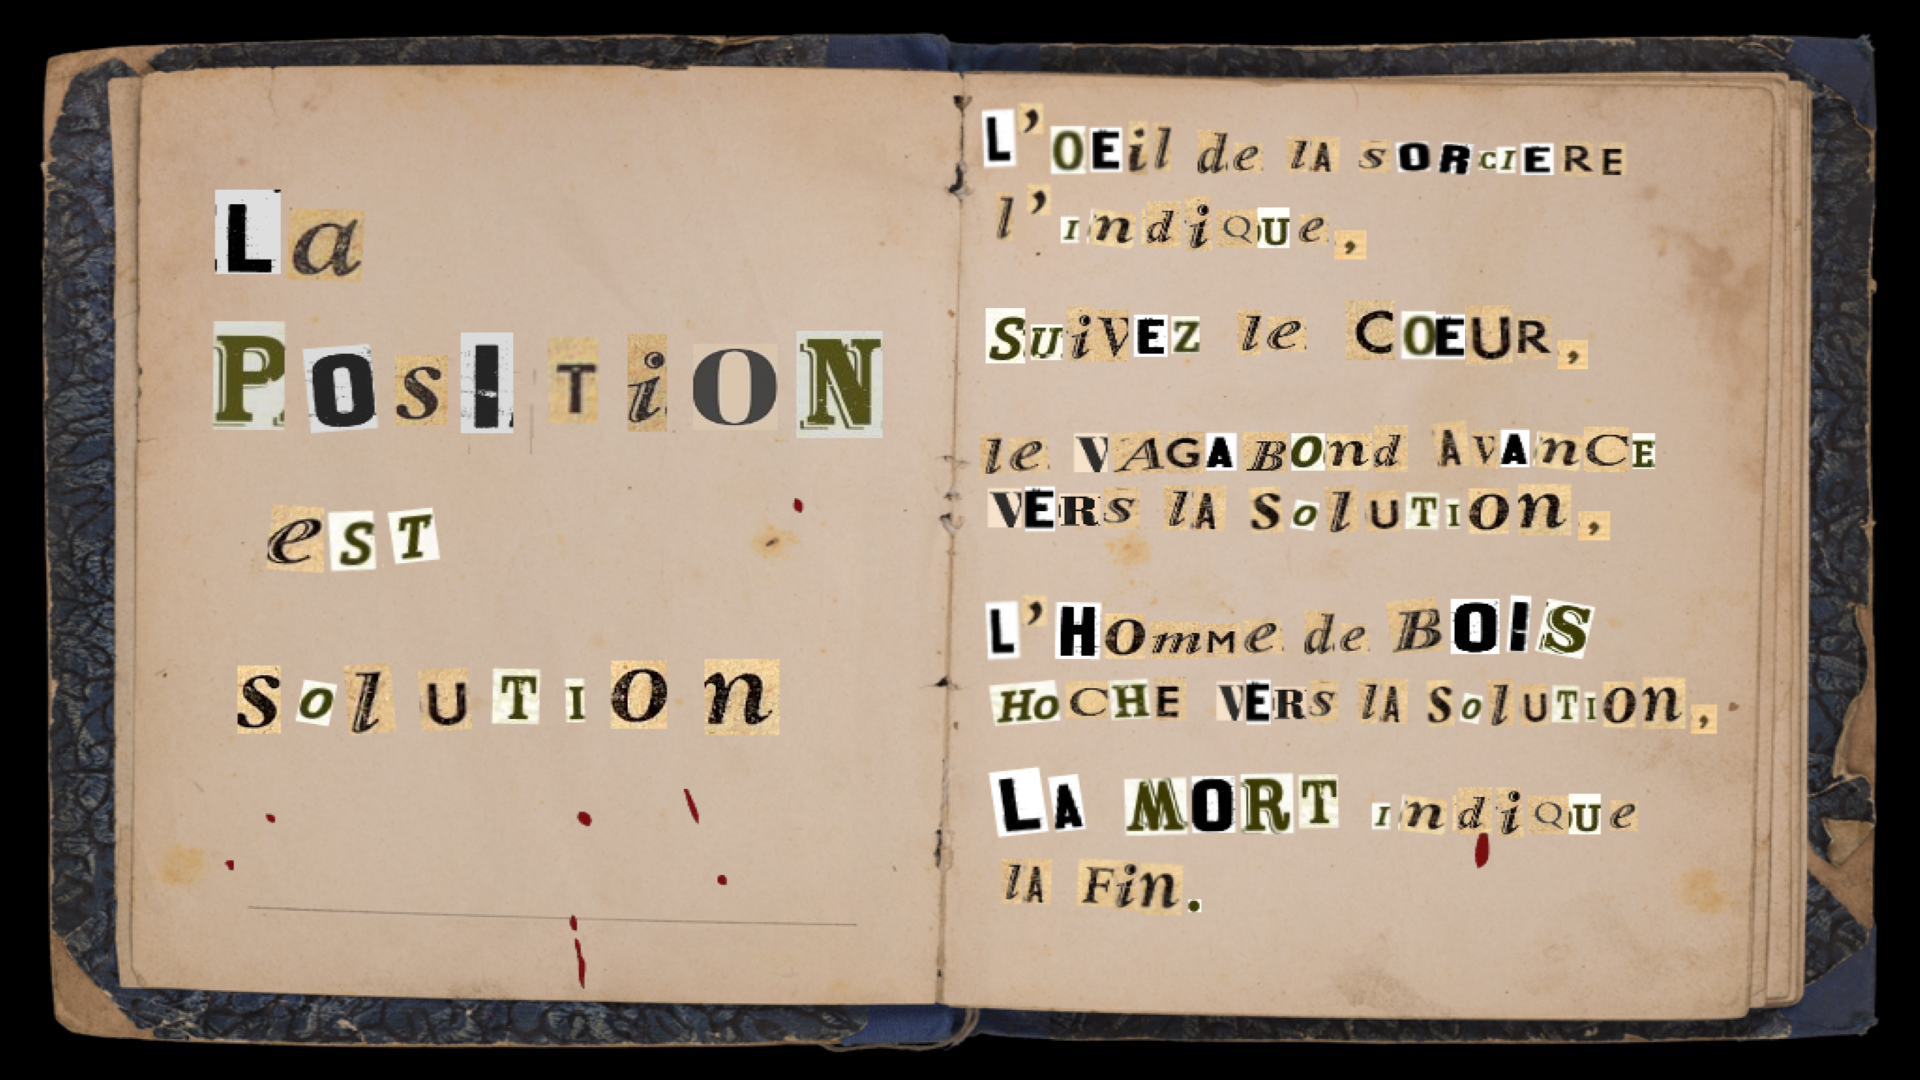 La
PosITiON
esT
solUTIon
L'OEil de lA sORCIERE
l'IndiQUe,
SUiVEZ le COEUR,
le VAGABOnd AVAnCE
VERs lA SolUTIon,
L'HOmMe de BOIS
HoCHE VERs lA SolUTIon,
LA MORT IndiQUe
lA Fin.